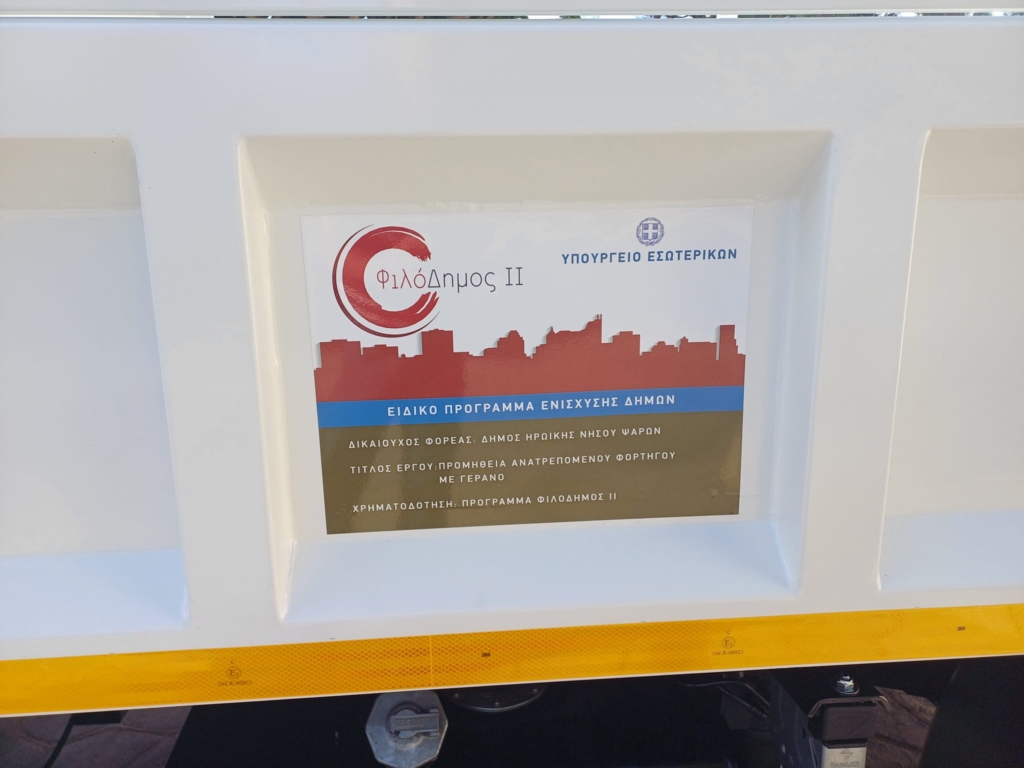 ΦιλόΔημος ΙΙ
ΥΠΟΥΡΓΕΙΟ ΕΣΩΤΕΡΙΚΩΝ
ΕΙΔΙΚΟ ΠΡΟΓΡΑΜΜΑ ΕΝΙΣΧΥΣΗΣ ΔΗΜΩΝ
ΔΙΚΑΙΟΥΧΟΣ ΦΟΡΕΑΣ: ΔΗΜΟΣ ΗΡΩΙΚΗΣ ΝΗΣΟΥ ΨΑΡΩΝ
ΤΙΤΛΟΣ ΕΡΓΟΥ:ΠΡΟΜΗΘΕΙΑ ΑΝΑΤΡΕΠΟΜΕΝΟΥ ΦΟΡΤΗΓΟΥ
ΜΕ ΓΕΡΑΝΟ
ΧΡΗΜΑΤΟΔΟΤΗΣΗ: ΠΡΟΓΡΑΜΜΑ ΦΙΛΟΔΗΜΟΣ ΙΙ